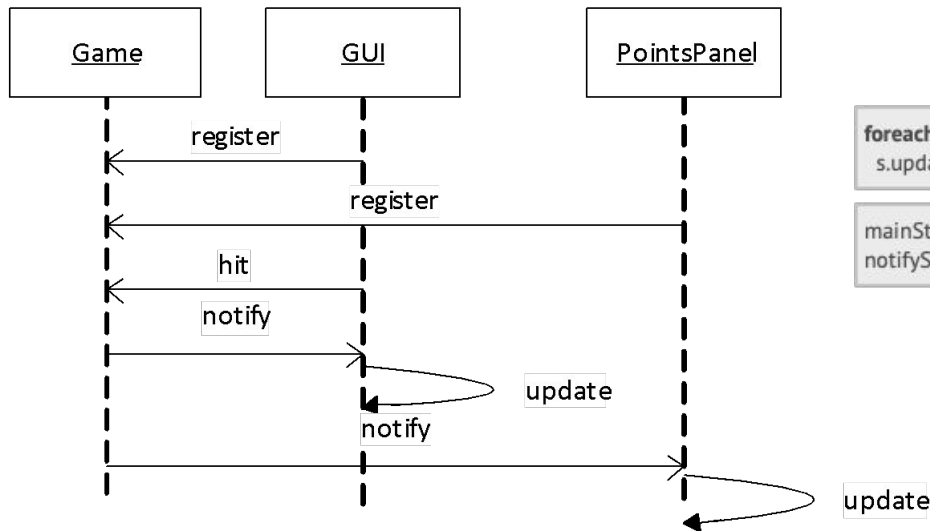 Game
GUI
PointsPanel
register
register
hit
notify
update
notify
update
foreach